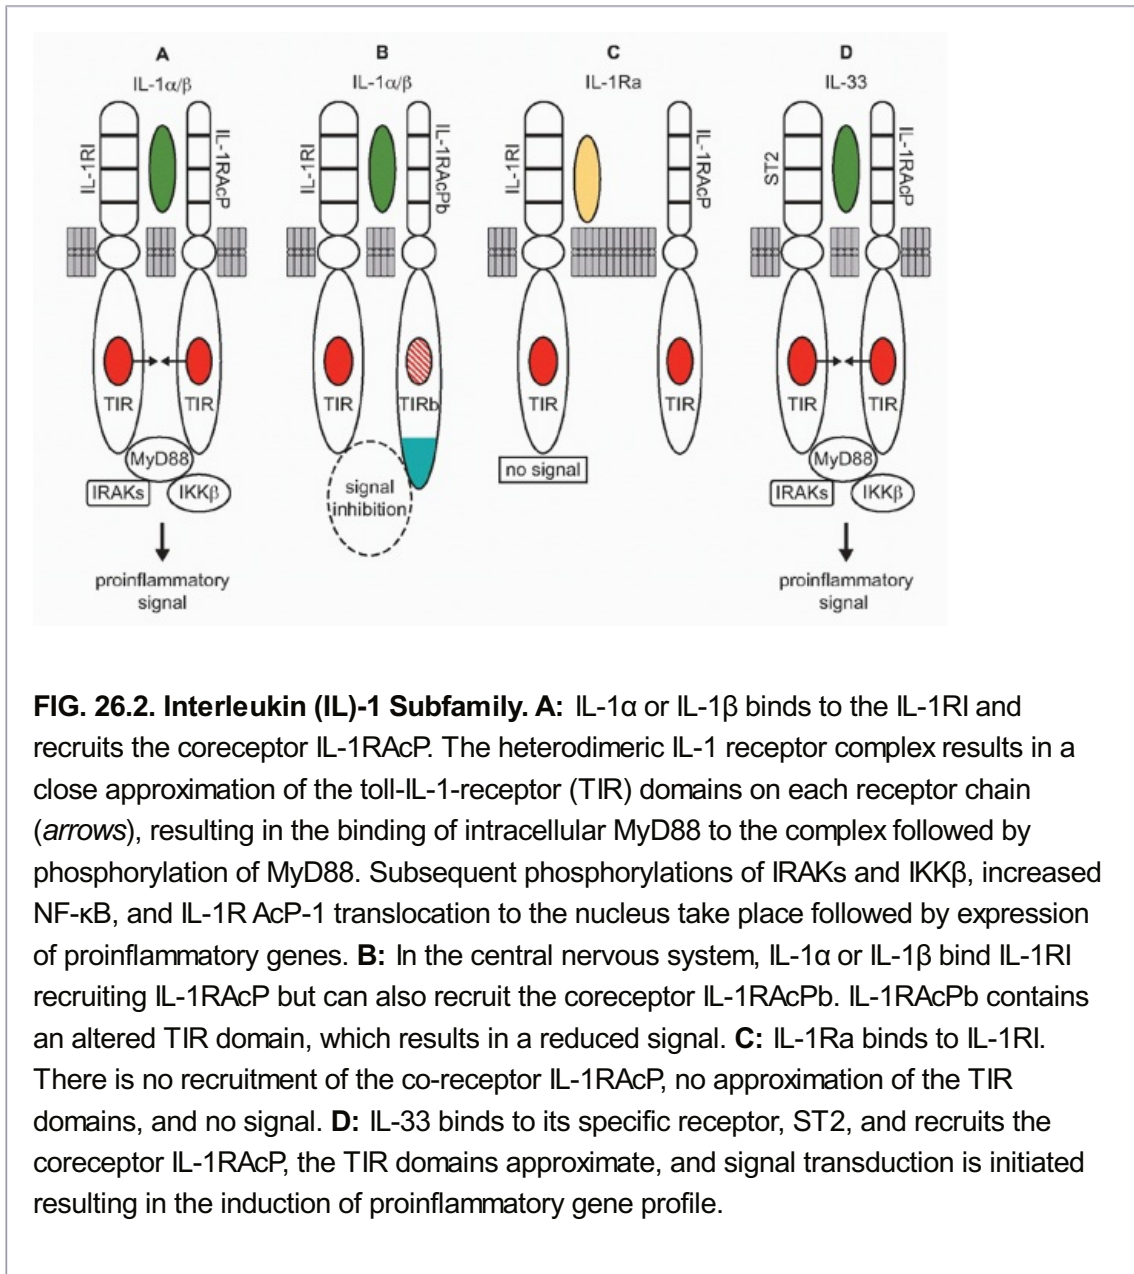 A
B
C
D
IL-1α/β
IL-1α/β
IL-1Ra
IL-33
IL-1RI
IL-1RAcP
IL-1RI
IL-1RAcPb
IL-1RI
IL-1RAcP
ST2
IL-1RAcP
TIR
TIR
TIR
TIRb
TIR
TIR
TIR
TIR
MyD88
IRAKs
IKKβ
signal
inhibition
no signal
MyD88
IRAKs
IKKβ
proinflammatory
signal
proinflammatory
signal
FIG. 26.2. Interleukin (IL)-1 Subfamily. A: IL-1α or IL-1β binds to the IL-1RI and
recruits the coreceptor IL-1RAcP. The heterodimeric IL-1 receptor complex results in a
close approximation of the toll-IL-1-receptor (TIR) domains on each receptor chain
(arrows), resulting in the binding of intracellular MyD88 to the complex followed by
phosphorylation of MyD88. Subsequent phosphorylations of IRAKs and IKKβ, increased
NF-κB, and IL-1R AcP-1 translocation to the nucleus take place followed by expression
of proinflammatory genes. B: In the central nervous system, IL-1α or IL-1β bind IL-1RI
recruiting IL-1RAcP but can also recruit the coreceptor IL-1RAcPb. IL-1RAcPb contains
an altered TIR domain, which results in a reduced signal. C: IL-1Ra binds to IL-1RI.
There is no recruitment of the co-receptor IL-1RAcP, no approximation of the TIR
domains, and no signal. D: IL-33 binds to its specific receptor, ST2, and recruits the
coreceptor IL-1RAcP, the TIR domains approximate, and signal transduction is initiated
resulting in the induction of proinflammatory gene profile.